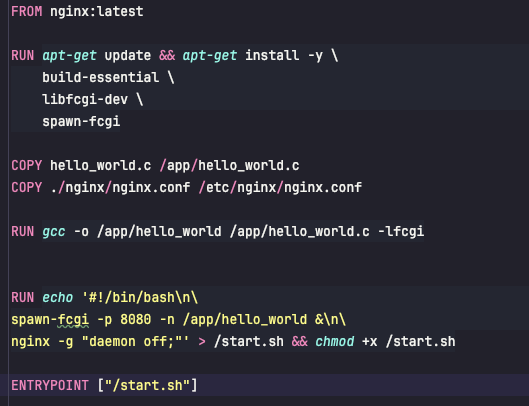 FROM nginx:latest
RUN apt-get update && apt-get install -y \
build-essential \
libfcgi-dev \
spawn-fcgi
COPY hello_world.c /app/hello_world.c
COPY ./nginx/nginx.conf /etc/nginx/nginx.conf
RUN gcc -o /app/hello_world /app/hello_world.c -lfcgi
RUN echo '#!/bin/bash\n\
spawn-fcgi -p 8080 -n /app/hello_world &\n\
nginx -g "daemon off;"' > /start.sh && chmod +x /start.sh
ENTRYPOINT ["/start.sh"]